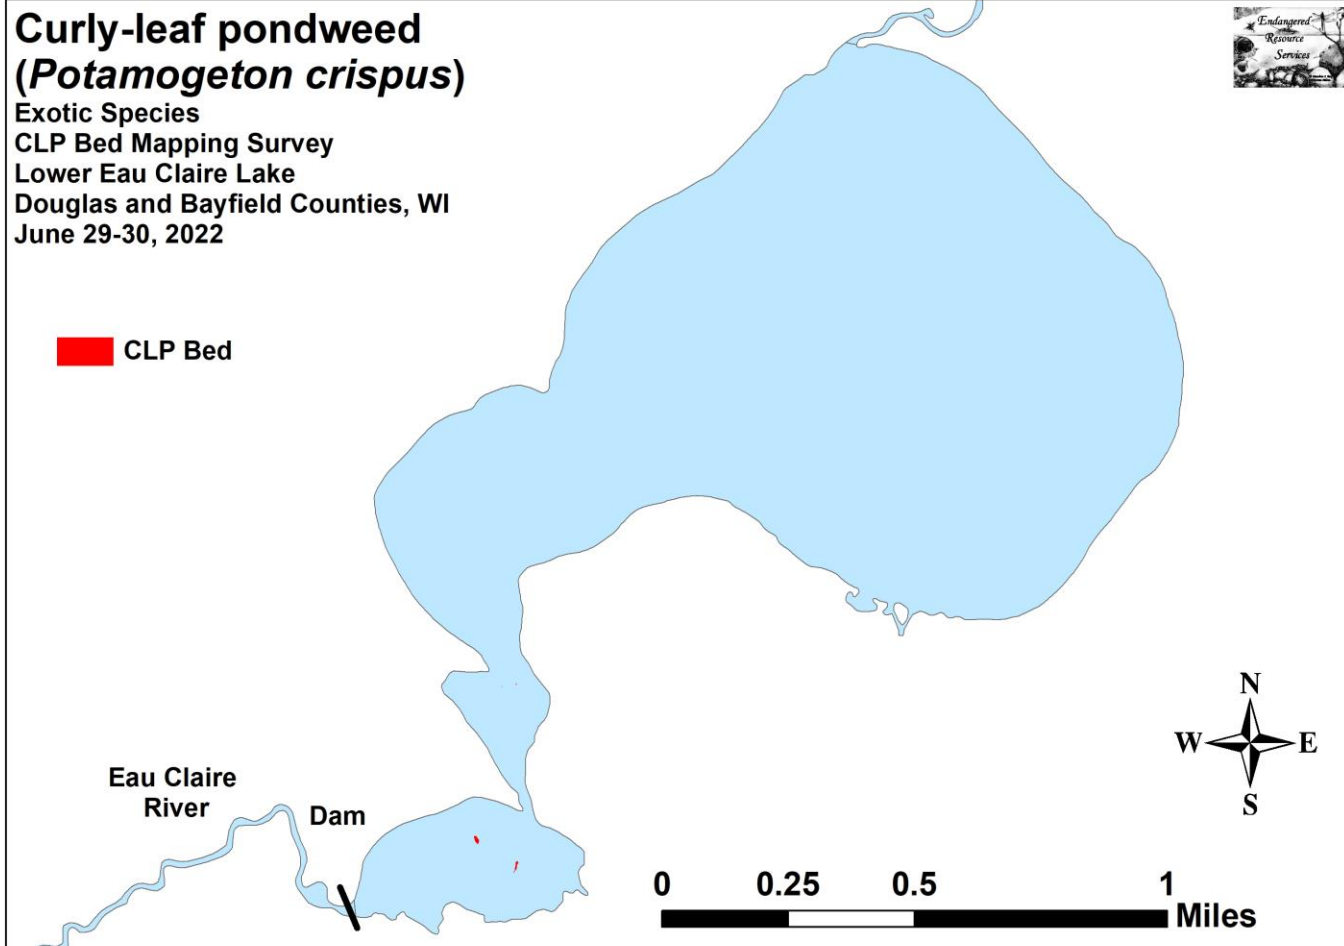 Curly-leaf pondweed
(Potamogeton crispus)
Exotic Species
CLP Bed Mapping Survey
Lower Eau Claire Lake
Douglas and Bayfield Counties, WI
June 29-30, 2022
Endangered
Resource
Services
CLP Bed
N
W
E
S
Eau Claire
River
Dam
0
0.25
0.5
1
Miles